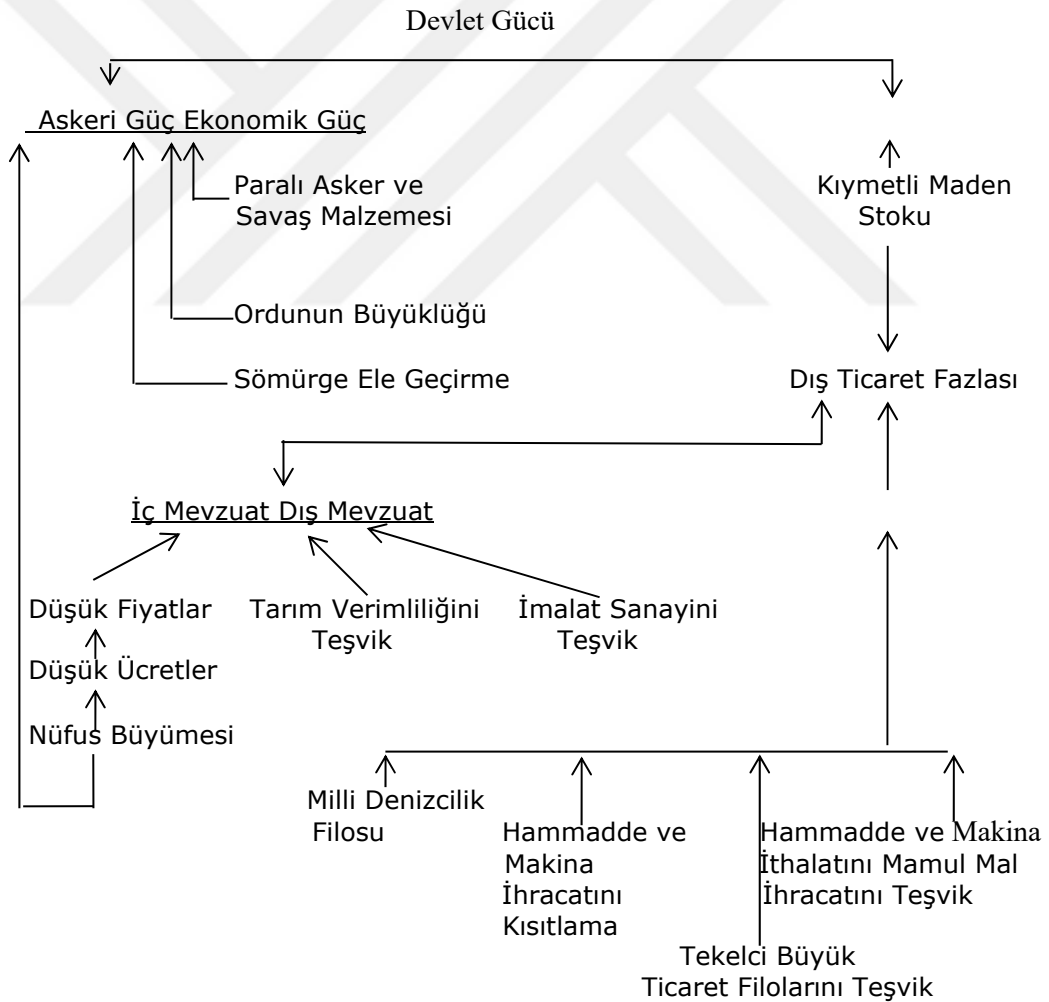 Devlet Gücü
Askeri Güç Ekonomik Güç
Paralı Asker ve
Savaş Malzemesi
Kıymetli Maden
Stoku
Ordunun Büyüklüğü
Sömürge Ele Geçirme
Dış Ticaret Fazlası
İç Mevzuat Dış Mevzuat
Düşük Fiyatlar
Tarım Verimliliğini
Teşvik
İmalat Sanayini
Teşvik
Düşük Ücretler
Nüfus Büyümesi
Milli Denizcilik
Filosu
Hammadde ve
Makina
İhracatını
Kısıtlama
Hammadde ve Makina
İthalatını Mamul Mal
İhracatını Teşvik
Tekelci Büyük
Ticaret Filolarını Teşvik